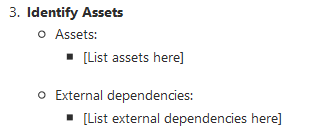 3. Identify Assets
○ Assets:
■ [List assets here]
○ External dependencies:
■ [List external dependencies here]